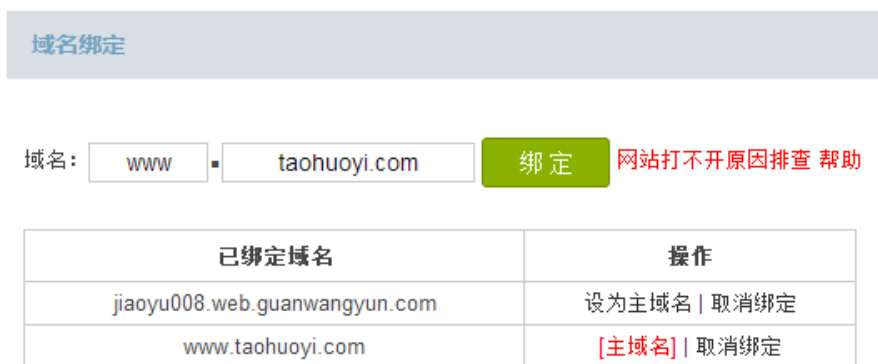 域名绑定
域名： www . taohuoyi.com 绑 定 网站打不开原因排查 帮助
已绑定域名 操作
jiaoyu008.web.guanwangyun.com 设为主域名 | 取消绑定
www.taohuoyi.com [主域名] | 取消绑定